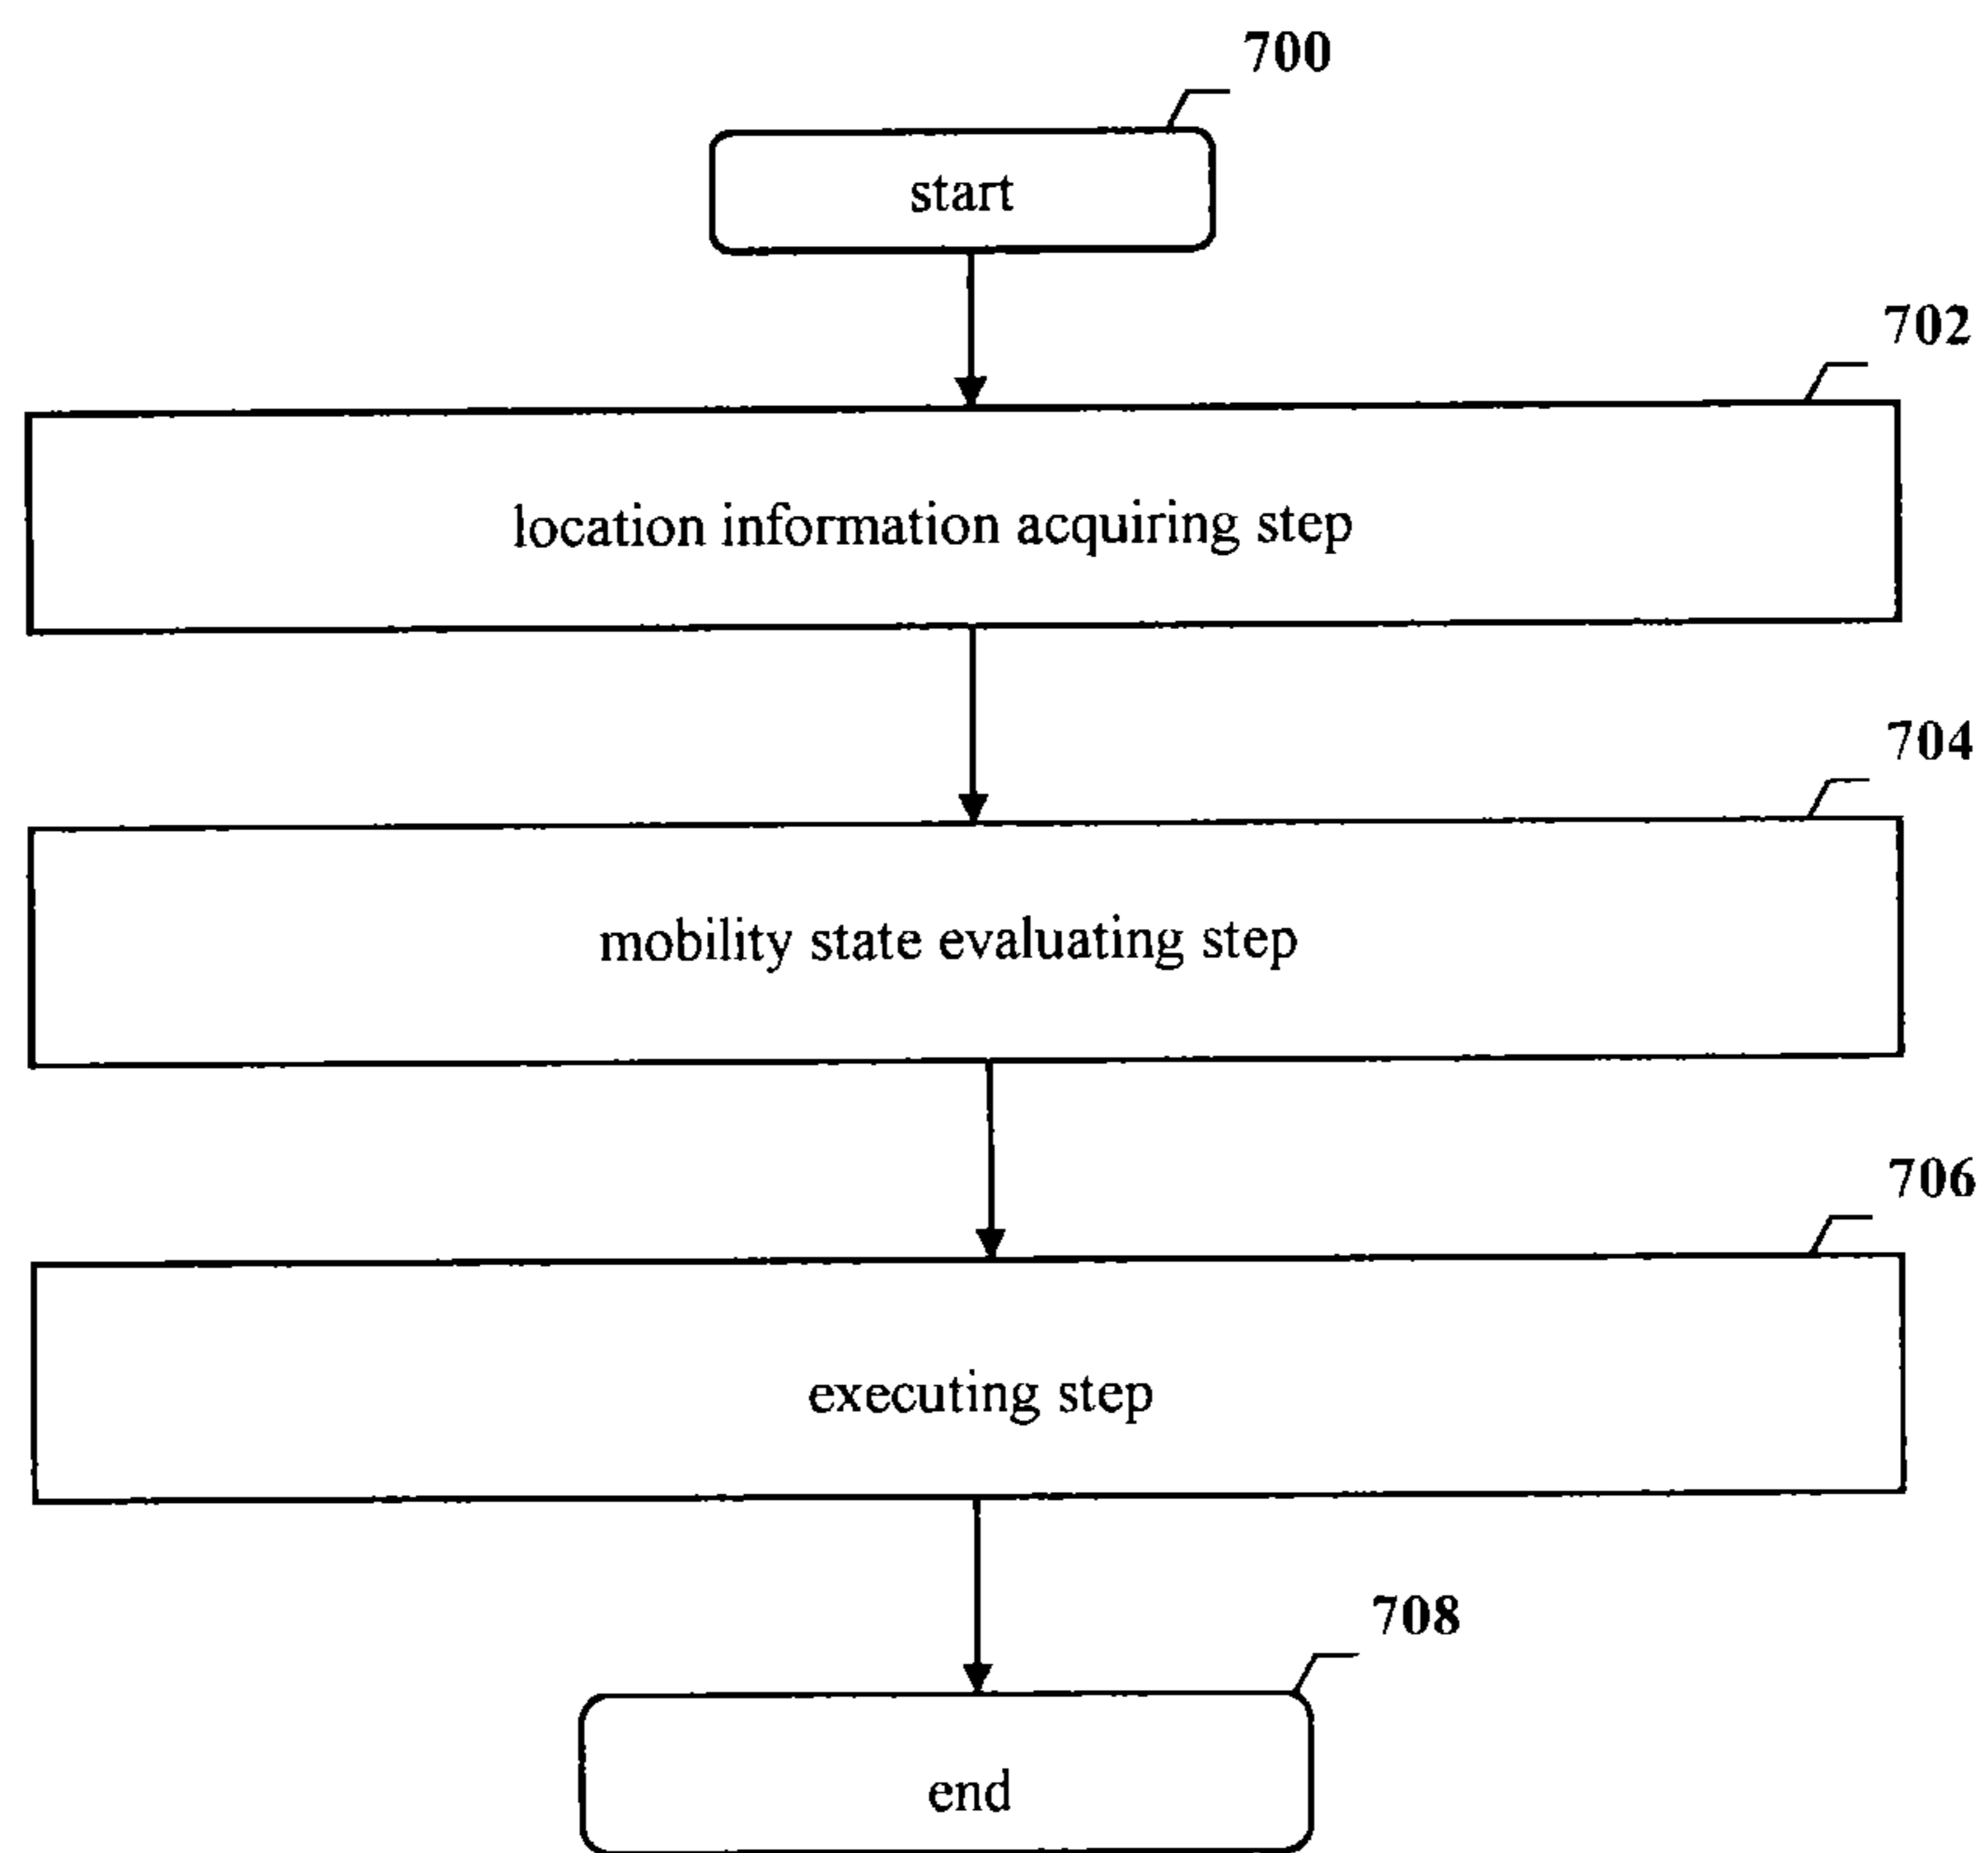 700
start
702
location information acquiring step
704
mobility state evaluating step
706
executing step
708
end